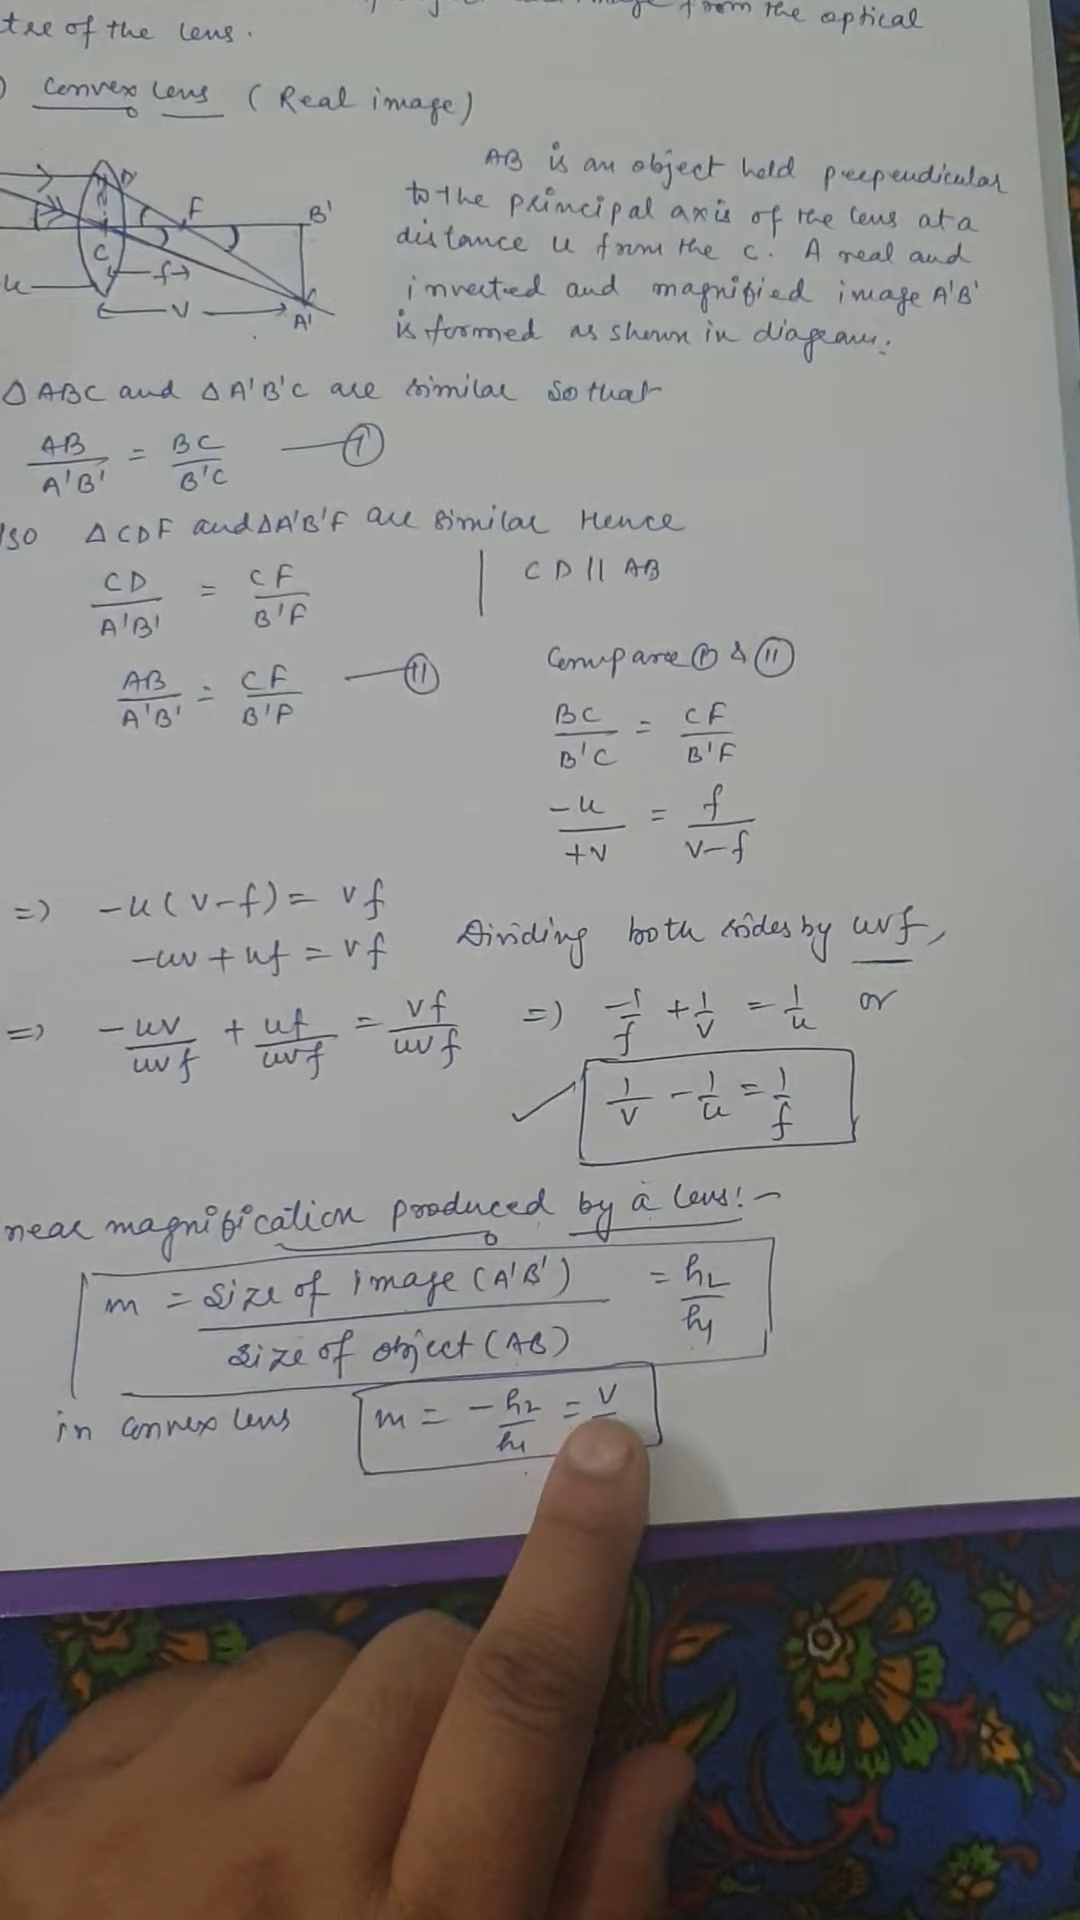 from the optical
tre of the lens.
Convex lens (Real image)
AB is an object held perpendicular
to the principal axis of the lens at a
distance u from the C. A real and
inverted and magnified image A'B'
is formed as shown in diagram.
D
F
B'
C
f
u
V
A'
△ ABC and △ A'B'C are similar so that
AB/A'B' = BC/B'C — I
△ CDF and △A'B'F are similar Hence
CD/A'B' = CF/B'F | CD || AB
AB/A'B' = CF/B'F — II
Compare I & II
BC/B'C = CF/B'F
-u/+v = f/v-f
=) -u(v-f) = vf
-uv + uf = vf
Dividing both sides by uvf,
=) -uv/uvf + uf/uvf = vf/uvf =) -1/f + 1/v = 1/u or
✓ 1/v - 1/u = 1/f
near magnification produced by a lens:-
m = size of image (A'B')/size of object (AB) = h2/h1
in convex lens m = -h2/h1 = v